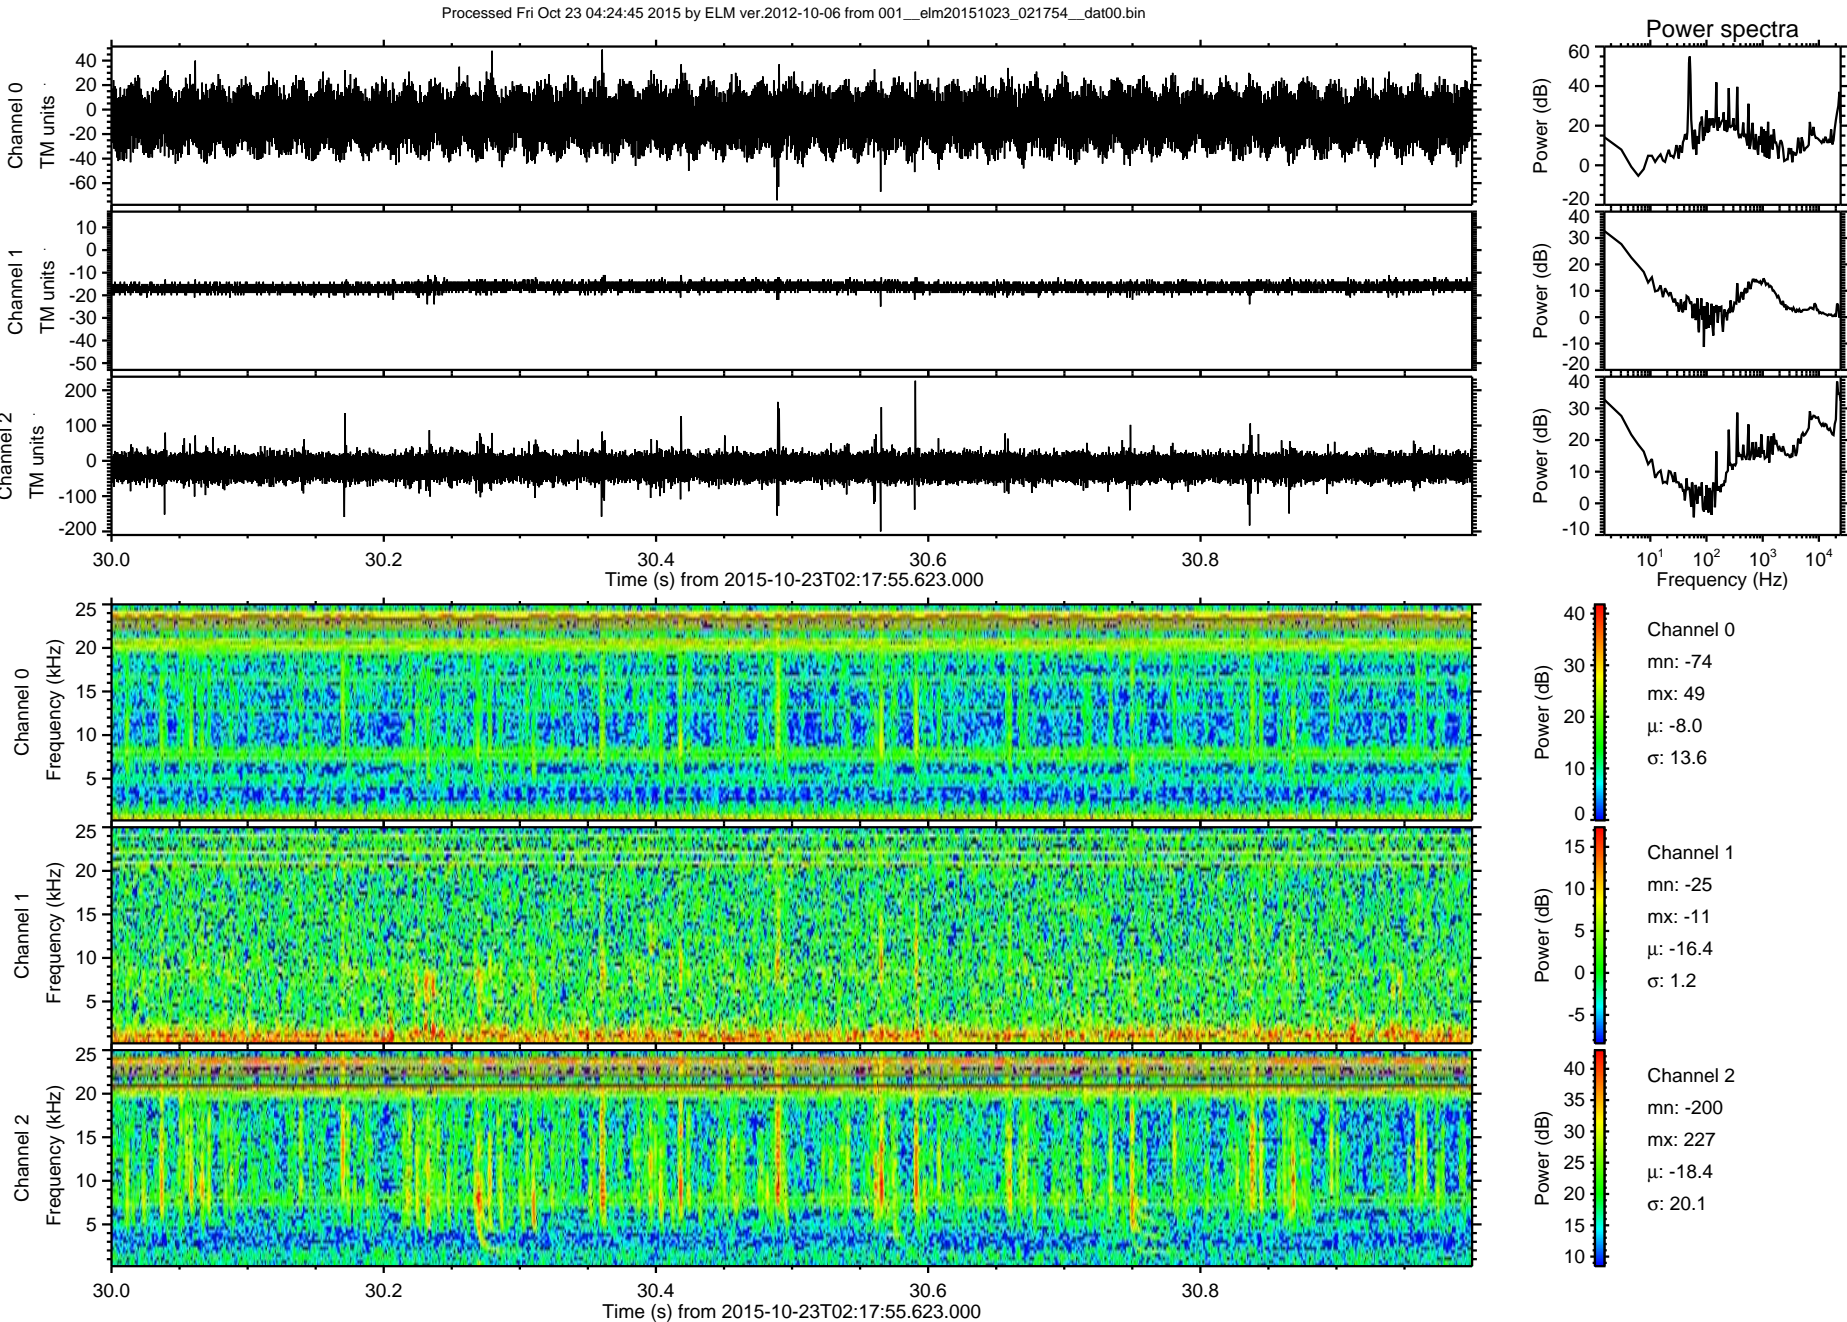 Processed Fri Oct 23 04:24:45 2015 by ELM ver.2012-10-06 from 001__elm20151023_021754__dat00.bin
Power spectra
Channel 0
TM units
40
20
0
-20
-40
-60
Power (dB)
60
40
20
0
-20
Channel 1
TM units
10
0
-10
-20
-30
-40
-50
Power (dB)
40
30
20
10
0
-10
-20
Channel 2
TM units
200
100
0
-100
-200
Power (dB)
40
30
20
10
0
-10
30.0 30.2 30.4 30.6 30.8
Time (s) from 2015-10-23T02:17:55.623.000
10^1 10^2 10^3 10^4
Frequency (Hz)
Channel 0
Frequency (kHz)
25
20
15
10
5
Power (dB)
40
30
20
10
0
Channel 0
mn: -74
mx: 49
μ: -8.0
σ: 13.6
Channel 1
Frequency (kHz)
25
20
15
10
5
Power (dB)
15
10
5
0
-5
Channel 1
mn: -25
mx: -11
μ: -16.4
σ: 1.2
Channel 2
Frequency (kHz)
25
20
15
10
5
Power (dB)
40
35
30
25
20
15
10
Channel 2
mn: -200
mx: 227
μ: -18.4
σ: 20.1
30.0 30.2 30.4 30.6 30.8
Time (s) from 2015-10-23T02:17:55.623.000